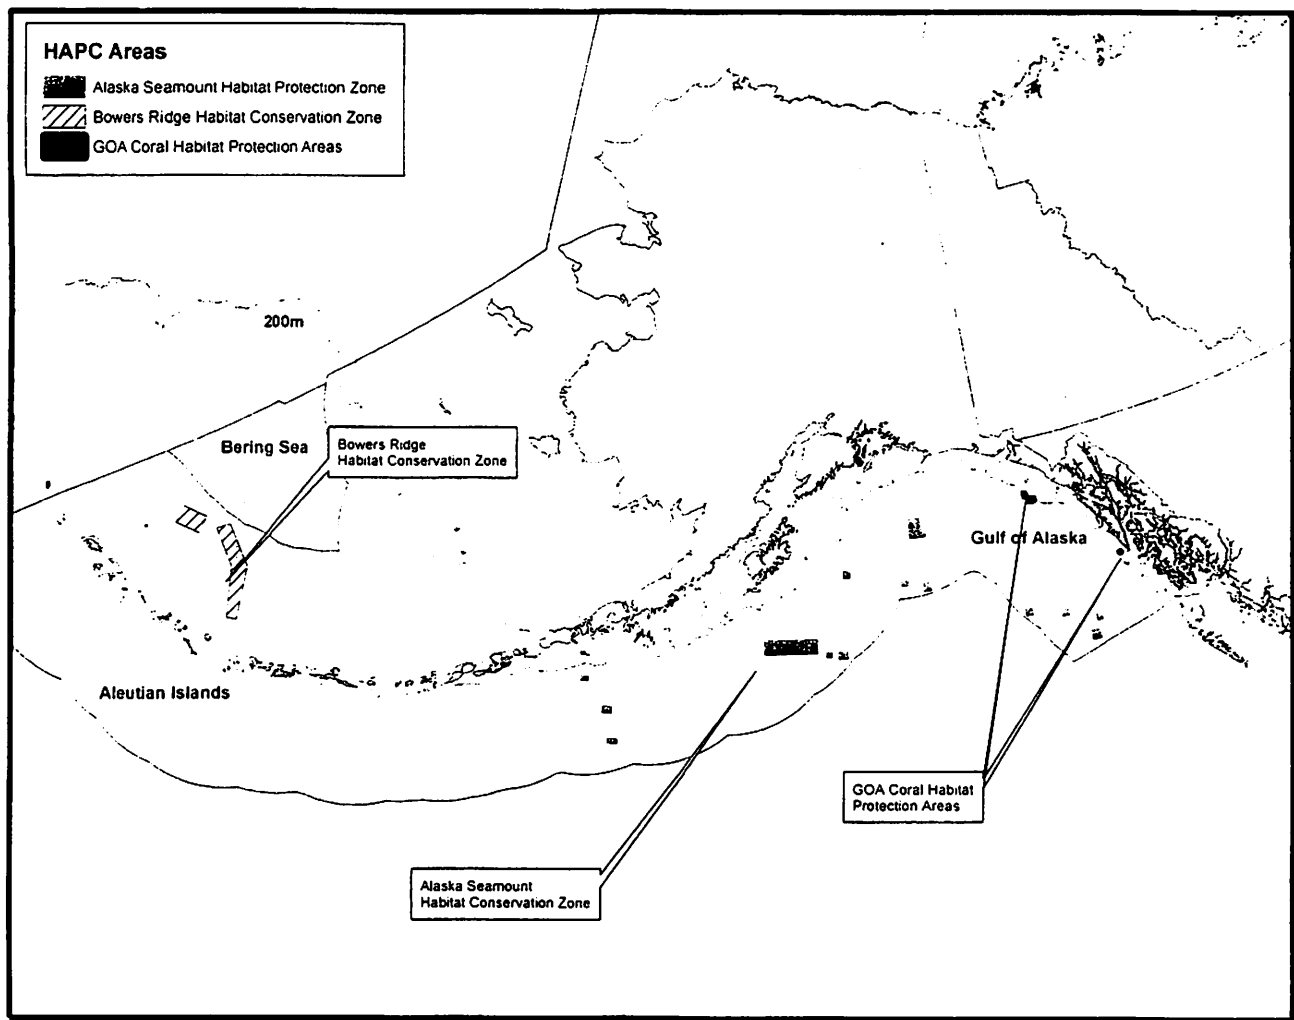 HAPC Areas
Alaska Seamount Habitat Protection Zone
Bowers Ridge Habitat Conservation Zone
GOA Coral Habitat Protection Areas
200m
Bering Sea
Bowers Ridge
Habitat Conservation Zone
Gulf of Alaska
Aleutian Islands
GOA Coral Habitat
Protection Areas
Alaska Seamount
Habitat Conservation Zone